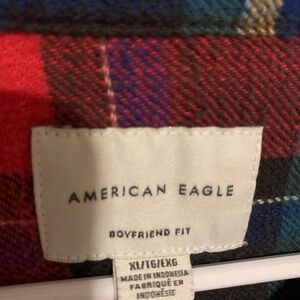 AMERICAN EAGLE
BOYFRIEND FIT
XL/TG/EXG
MADE IN INDONESIA
FABRIQUÉ EN
INDONÉSIE